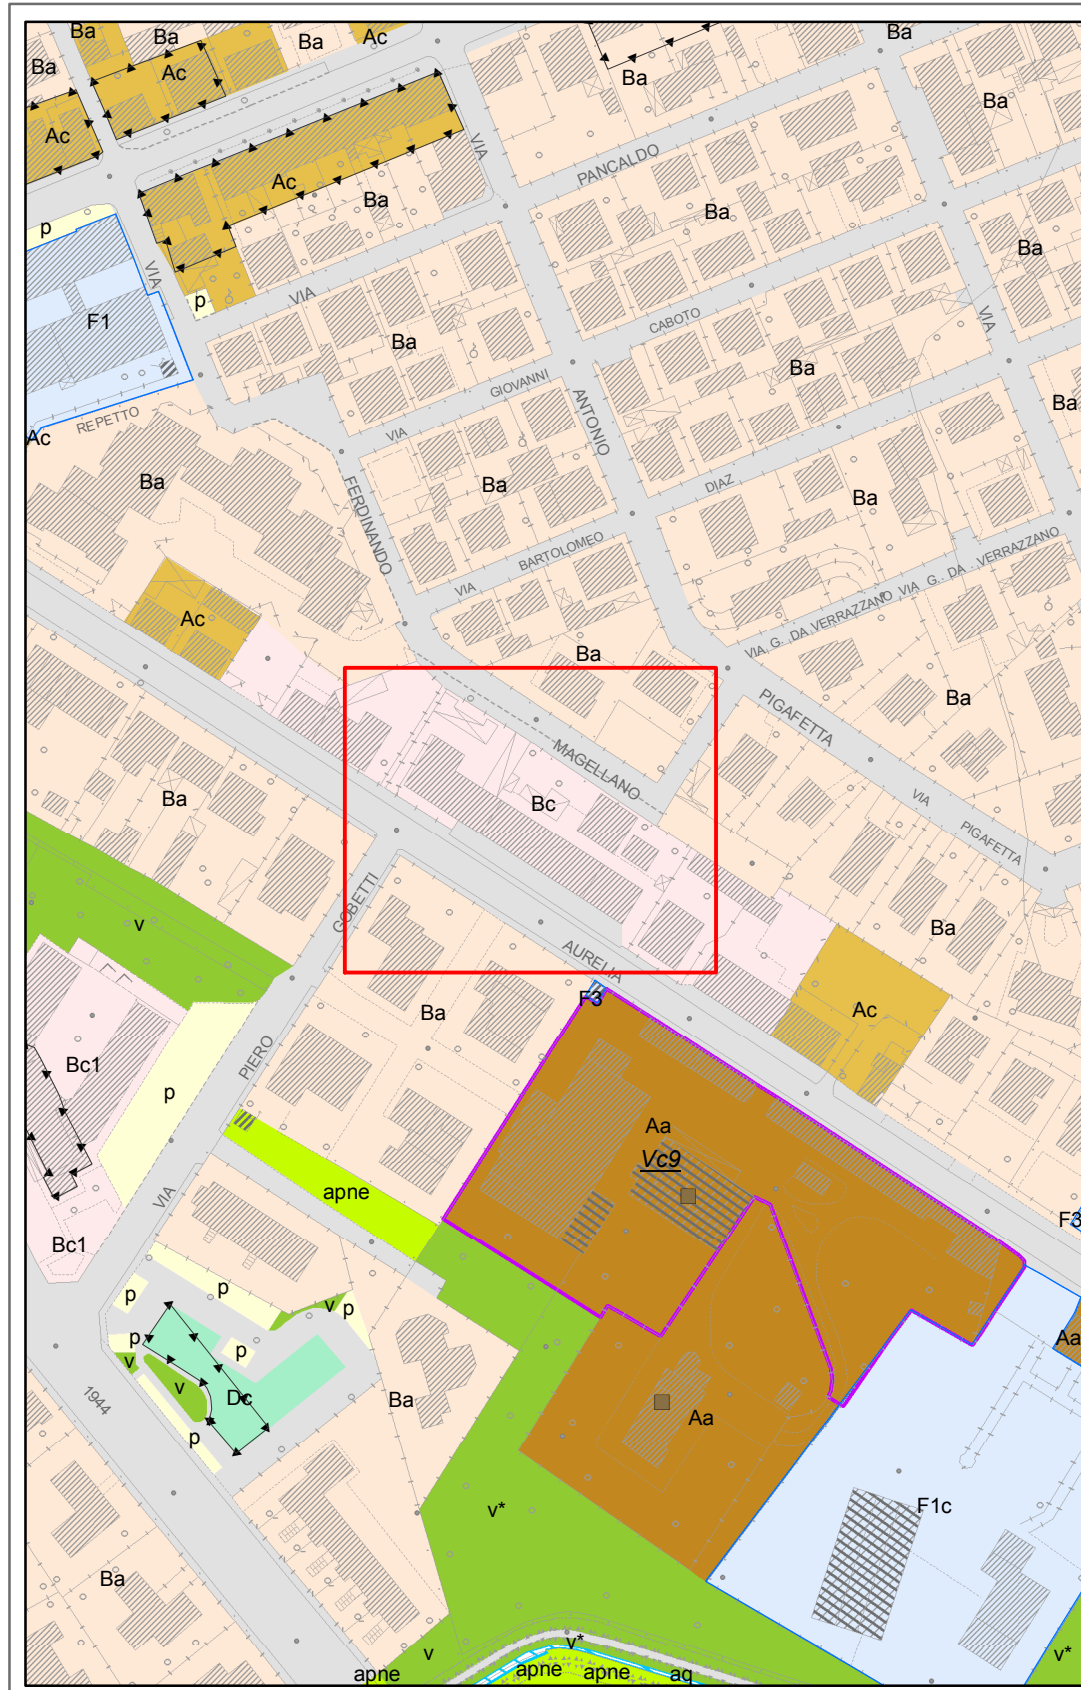 Ba
Ba
Ba
Ac
Ba
Ba
Ac
Ba
Ba
Ac
VIA
PANCALDO
Ac
Ba
Ba
p
Ba
VIA
VIA
p
F1
CABOTO
VIA
Ba
Ba
GIOVANNI
ANTONIO
Ba
REPETTO
VIA
Ac
Ba
Ba
DIAZ
Ba
FERDINANDO
BARTOLOMEO
VIA
VIA G. DA VERRAZZANO
VIA G. DA VERRAZZANO
Ac
Ba
Ba
PIGAFETTA
MAGELLANO
Ba
Bc
VIA
PIGAFETTA
GOBETTI
v
AURELIA
Ba
F3
Ba
Ac
PIERO
Bc1
p
Aa
Vc9
apne
VIA
F3
Bc1
p
p
v
p
p
p
v
v
Dc
Aa
Ba
1944
p
Aa
v*
F1c
Ba
v
v*
v*
apne
apne
apne
aq